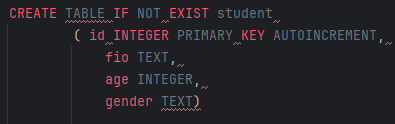 CREATE TABLE IF NOT EXIST student
( id INTEGER PRIMARY KEY AUTOINCREMENT,
fio TEXT,
age INTEGER,
gender TEXT)